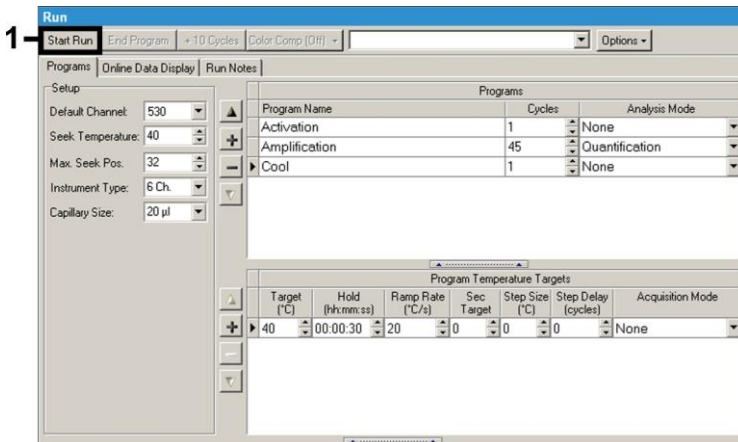 Run
1
Start Run End Program +10 Cycles Color Comp (Off) Options
Programs Online Data Display Run Notes
Setup
Default Channel: 530
Seek Temperature: 40
Max. Seek Pos. 32
Instrument Type: 6 Ch.
Capillary Size: 20 µl
Programs
Program Name Cycles Analysis Mode
Activation 1 None
Amplification 45 Quantification
Cool 1 None
Program Temperature Targets
Target (°C) Hold (hh:mm:ss) Ramp Rate (°C/s) Sec Target Step Size (°C) Step Delay (cycles) Acquisition Mode
40 00:00:30 20 0 0 0 None